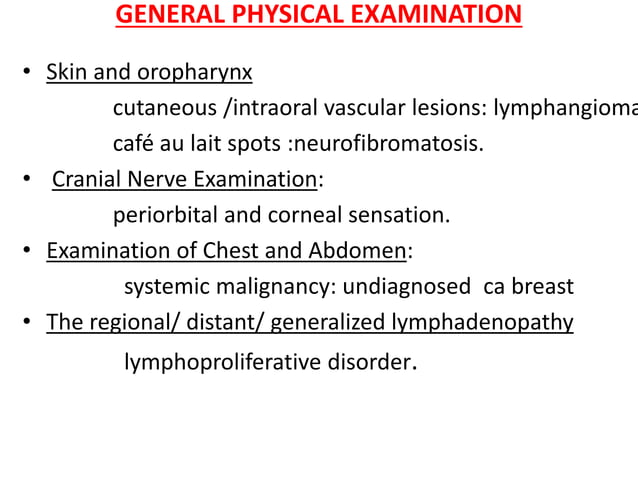 GENERAL PHYSICAL EXAMINATION
• Skin and oropharynx
cutaneous /intraoral vascular lesions: lymphangioma
café au lait spots :neurofibromatosis.
• Cranial Nerve Examination:
periorbital and corneal sensation.
• Examination of Chest and Abdomen:
systemic malignancy: undiagnosed ca breast
• The regional/ distant/ generalized lymphadenopathy
lymphoproliferative disorder.